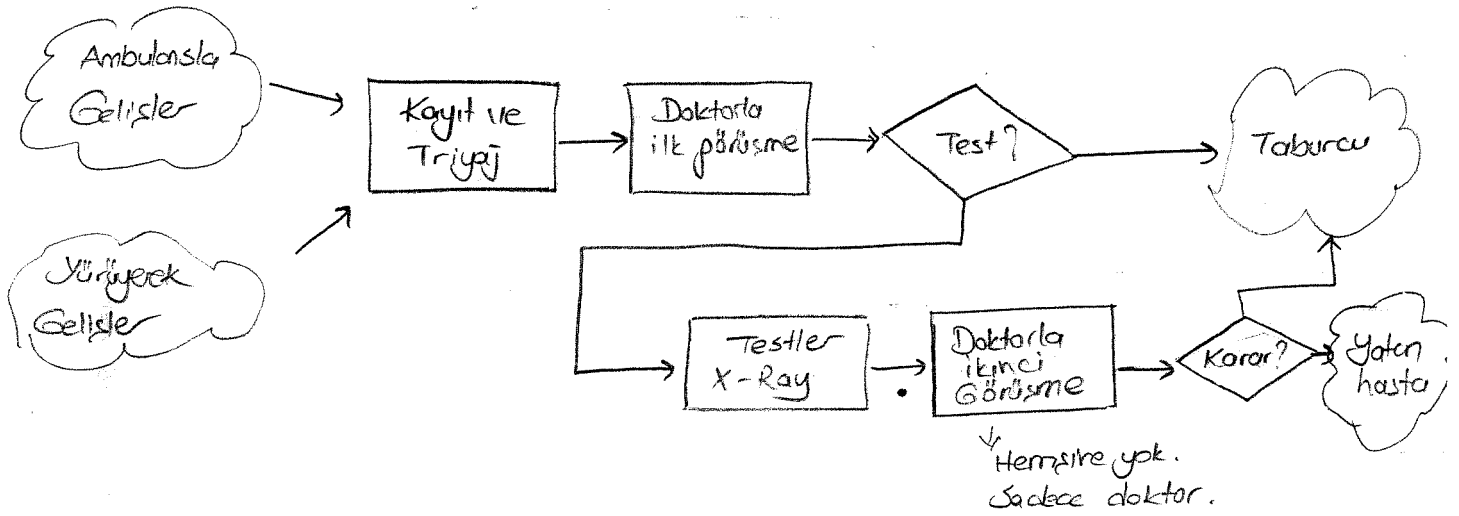 Ambulansla
Gelişler
Kayıt ve
Triyaj
Doktorla
ilk görüşme
Test?
Taburcu
Yürüyerek
Gelişler
Testler
X-Ray
Doktorla
ikinci
Görüşme
Karar?
Yatan
hasta
Hemşire yok.
Sadece doktor.